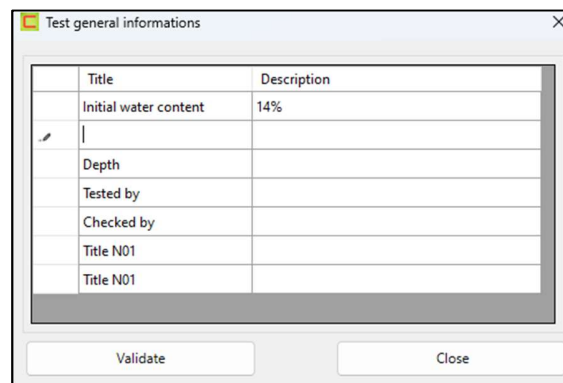 Test general informations
Title Description
Initial water content 14%
Depth
Tested by
Checked by
Title N01
Title N01
Validate Close